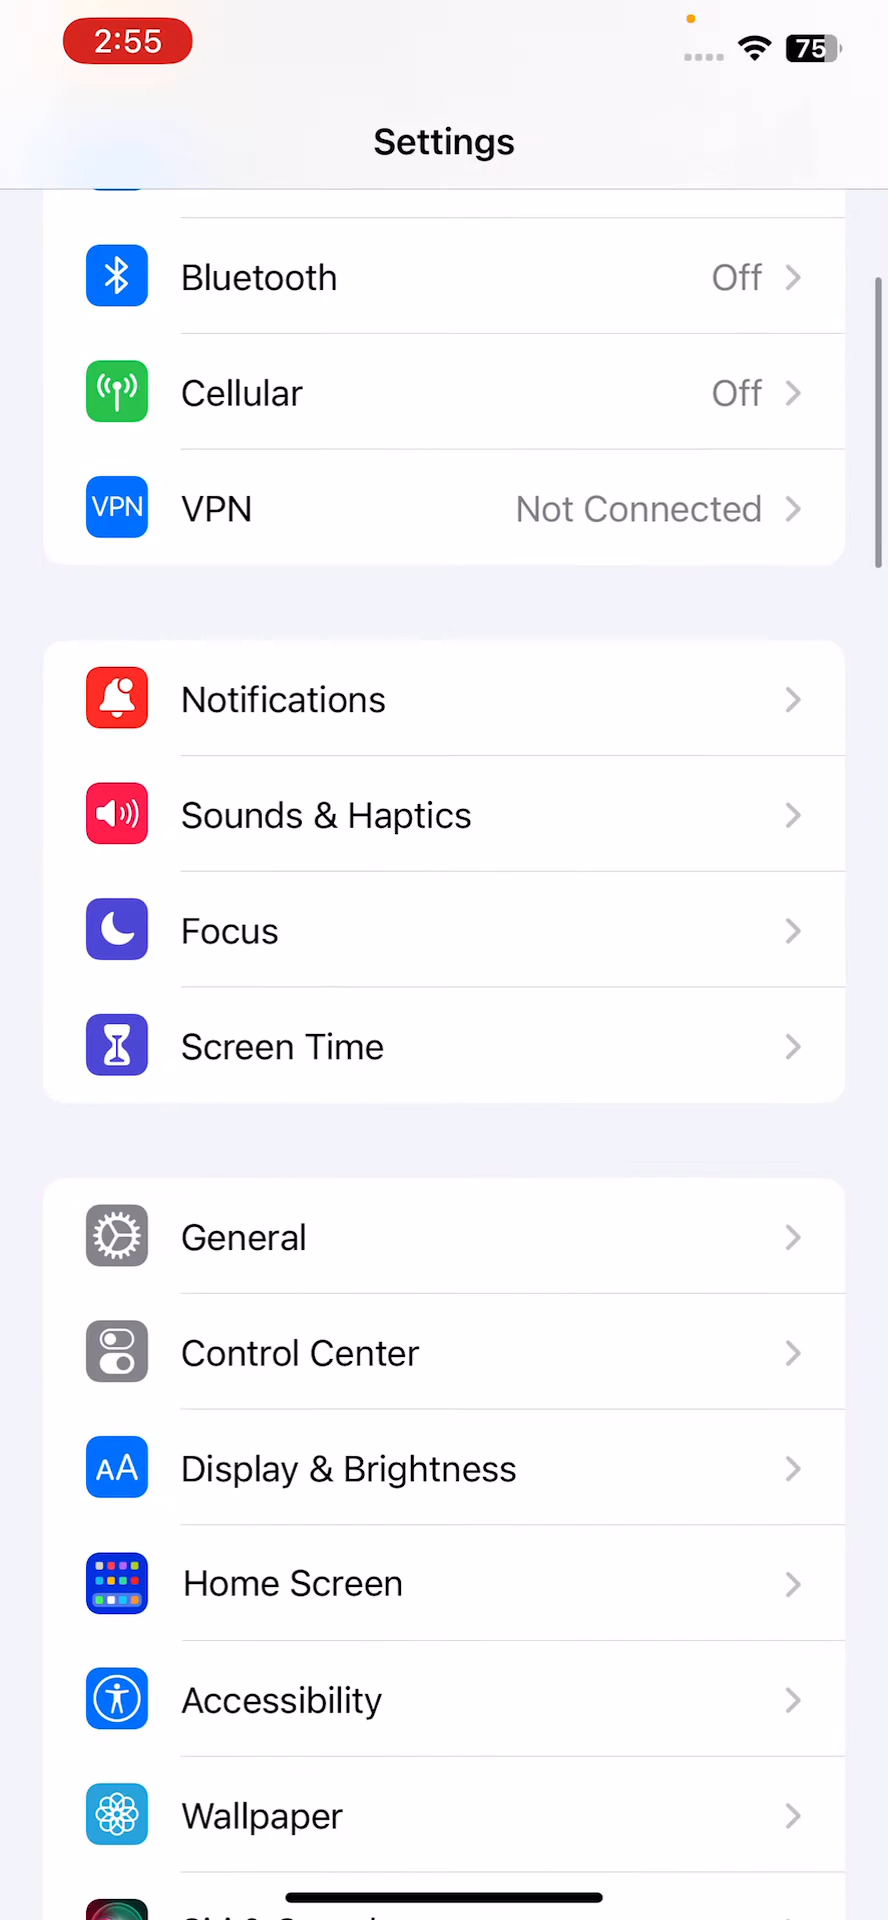 2:55
75
Settings
Bluetooth Off
Cellular Off
VPN VPN Not Connected
Notifications
Sounds & Haptics
Focus
Screen Time
General
Control Center
AA Display & Brightness
Home Screen
Accessibility
Wallpaper